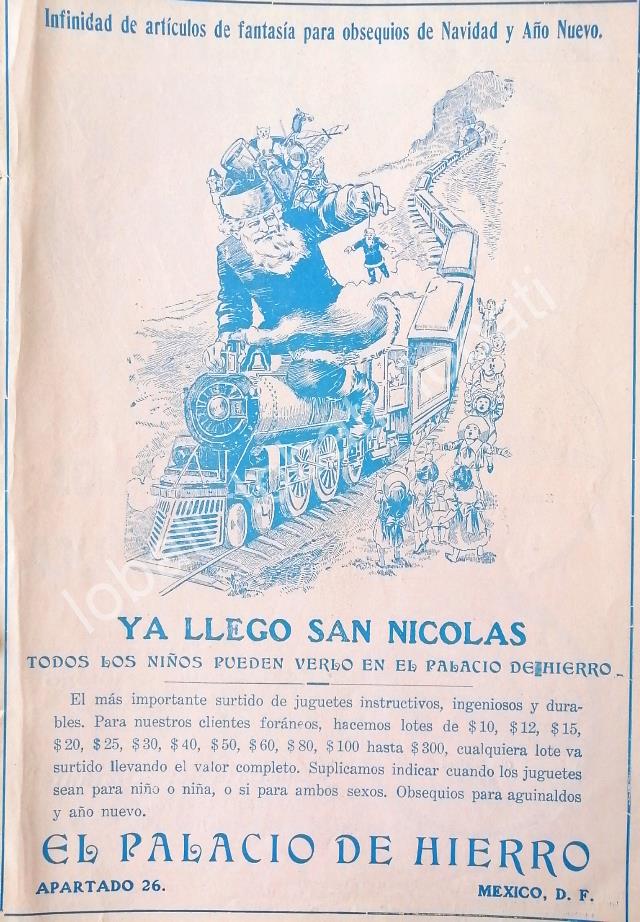 Infinidad de artículos de fantasía para obsequios de Navidad y Año Nuevo.
YA LLEGO SAN NICOLAS
TODOS LOS NIÑOS PUEDEN VERLO EN EL PALACIO DE HIERRO
El más importante surtido de juguetes instructivos, ingeniosos y dura-
bles. Para nuestros clientes foráneos, hacemos lotes de $10, $12, $15,
$20, $25, $30, $40, $50, $60, $80, $100 hasta $300, cualquiera lote va
surtido llevando el valor completo. Suplicamos indicar cuando los juguetes
sean para niño o niña, o si para ambos sexos. Obsequios para aguinaldos
y año nuevo.
EL PALACIO DE HIERRO
APARTADO 26.
MEXICO, D. F.